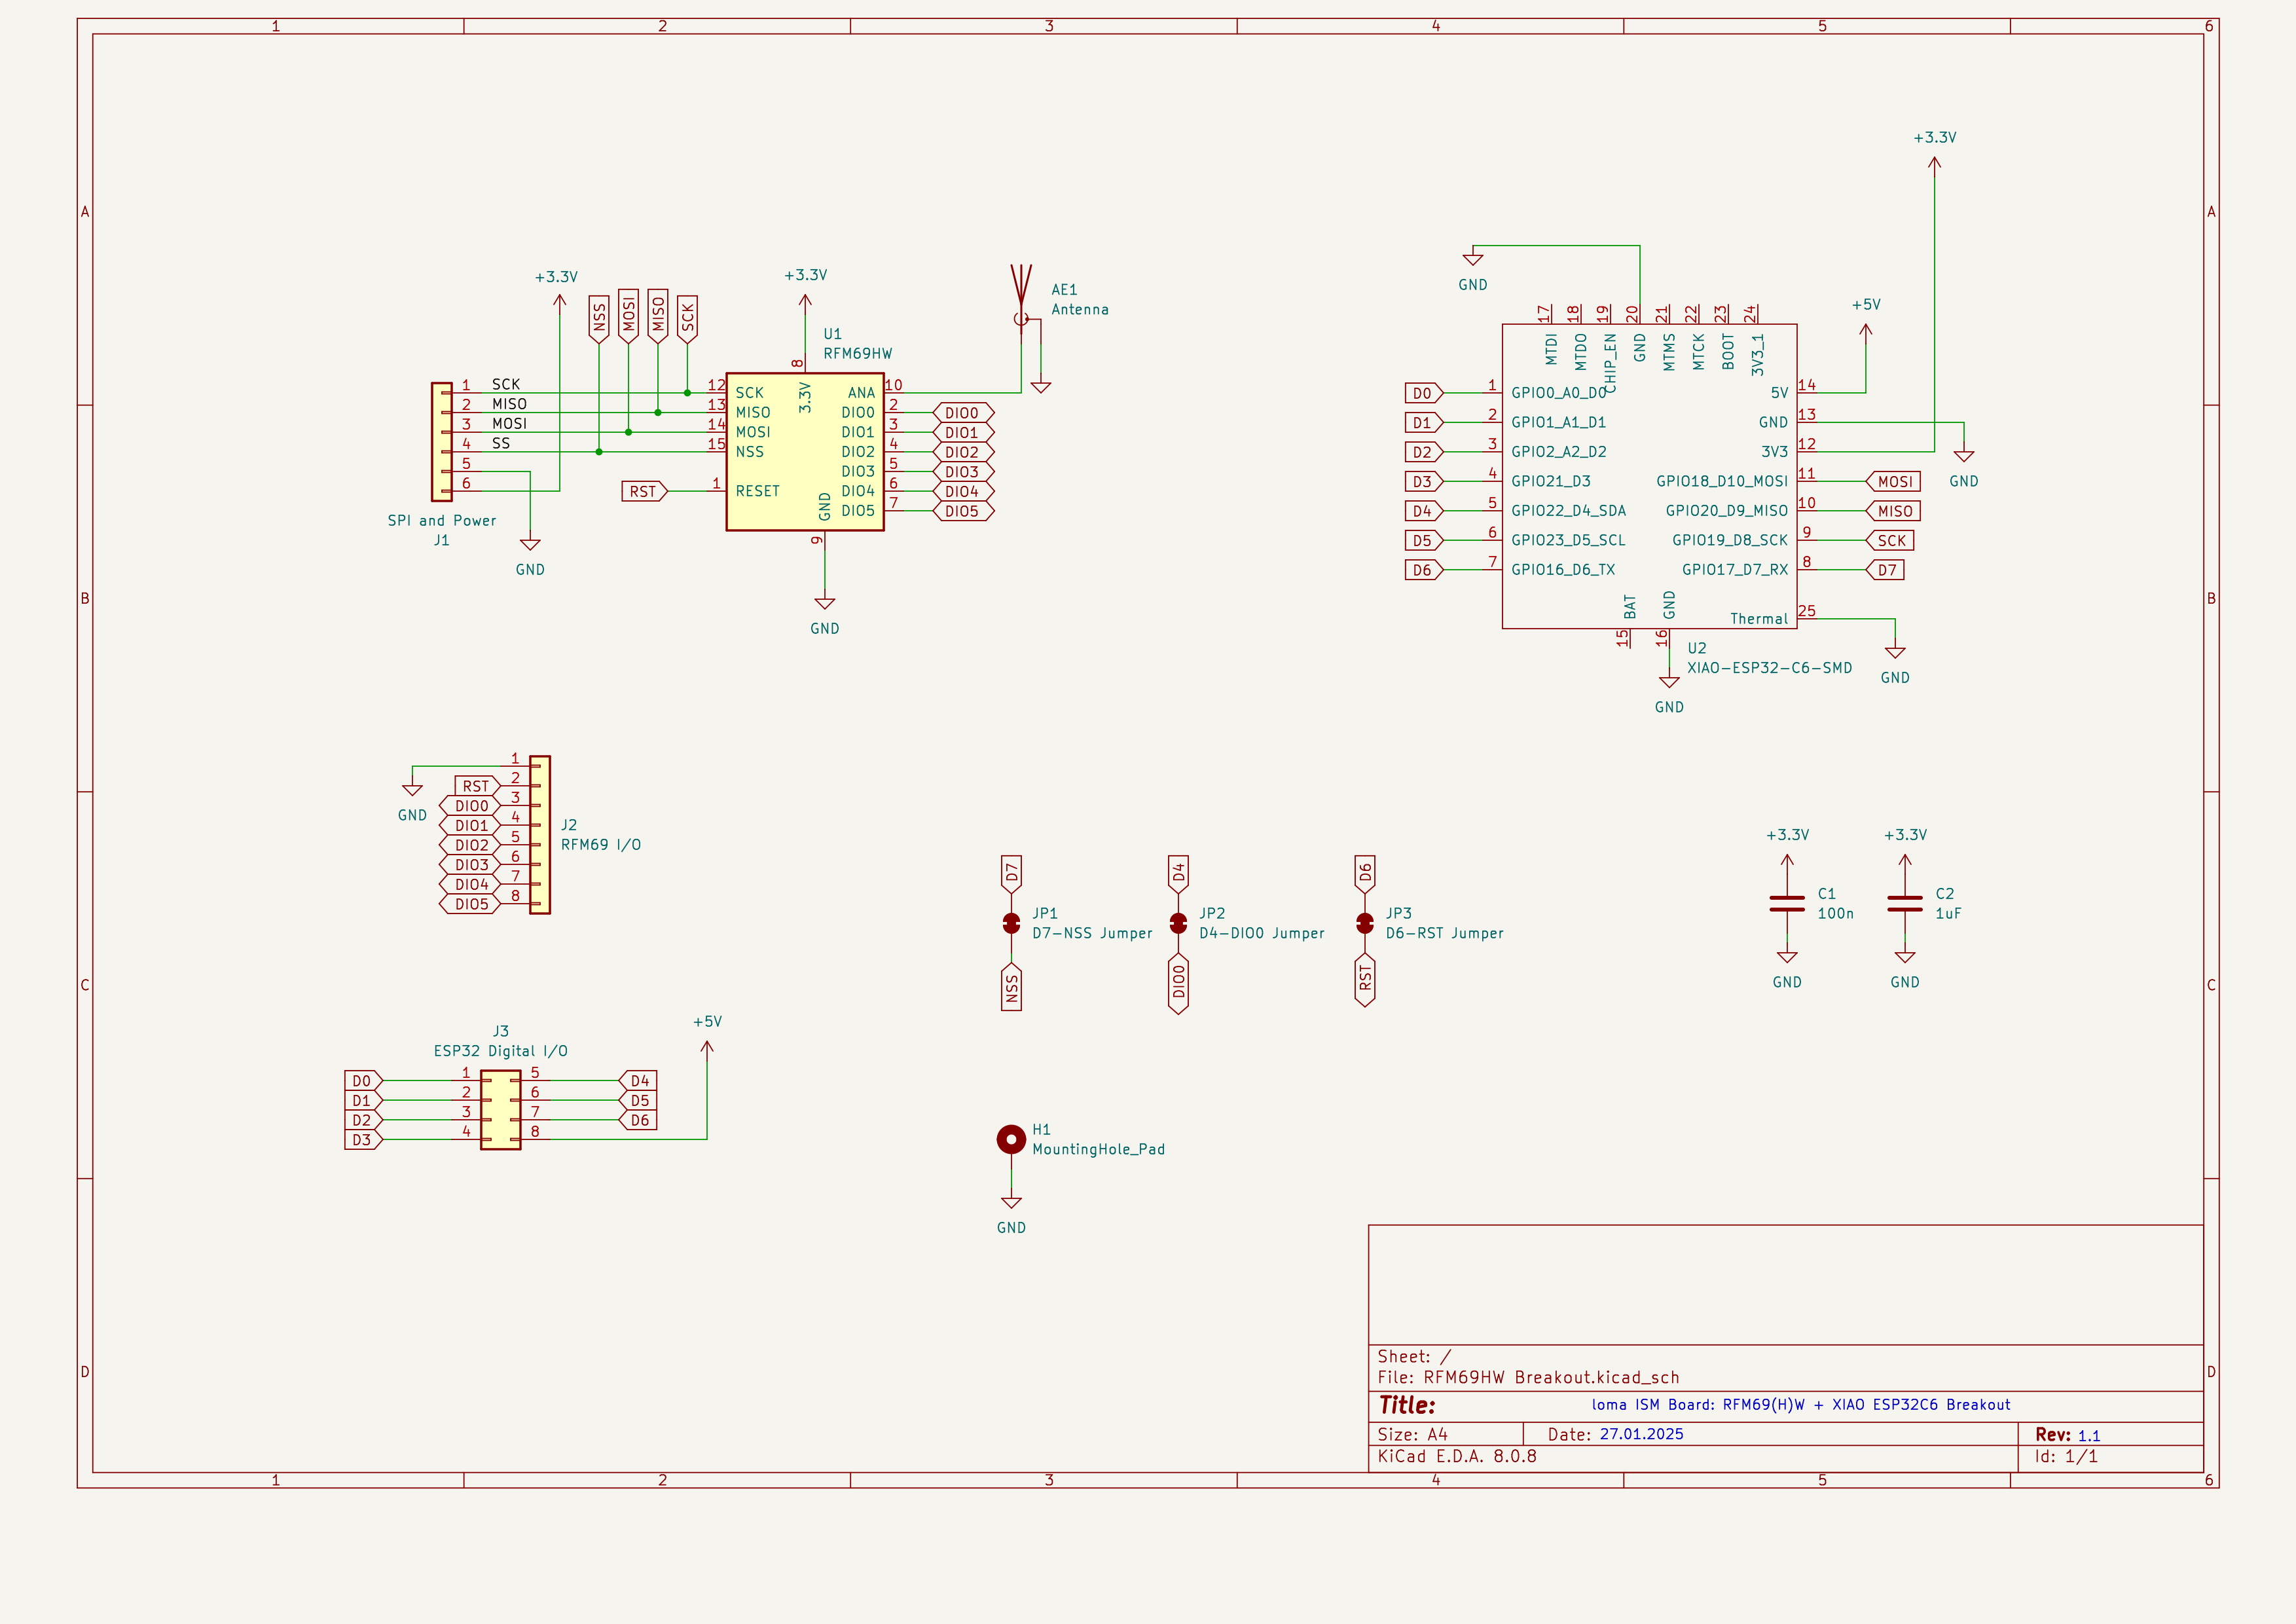 1 2 3 4 5 6
A A
B B
C C
D D
+3.3V
NSS
MOSI
MISO
SCK
1 SCK
2 MISO
3 MOSI
4 SS
5
6
SPI and Power
J1
GND
+3.3V
U1
RFM69HW
8
3.3V
12 SCK
13 MISO
14 MOSI
15 NSS
RST 1 RESET
ANA 10
DIO0 2 DIO0
DIO1 3 DIO1
DIO2 4 DIO2
DIO3 5 DIO3
DIO4 6 DIO4
DIO5 7 DIO5
GND
9
GND
AE1
Antenna
GND
+3.3V
+5V
17 18 19 20 21 22 23 24
MTDI MTDO CHIP_EN GND MTMS MTCK BOOT 3V3_1
D0 1 GPIO0_A0_D0
D1 2 GPIO1_A1_D1
D2 3 GPIO2_A2_D2
D3 4 GPIO21_D3
D4 5 GPIO22_D4_SDA
D5 6 GPIO23_D5_SCL
D6 7 GPIO16_D6_TX
5V 14
GND 13
3V3 12
GPIO18_D10_MOSI 11 MOSI
GPIO20_D9_MISO 10 MISO
GPIO19_D8_SCK 9 SCK
GPIO17_D7_RX 8 D7
Thermal 25
GND
GND
BAT GND
15 16
U2
XIAO-ESP32-C6-SMD
GND
GND
1
RST 2
DIO0 3
DIO1 4
DIO2 5
DIO3 6
DIO4 7
DIO5 8
J2
RFM69 I/O
D7
JP1
D7-NSS Jumper
NSS
D4
JP2
D4-DIO0 Jumper
DIO0
D6
JP3
D6-RST Jumper
RST
+3.3V
C1
100n
GND
+3.3V
C2
1uF
GND
J3
ESP32 Digital I/O
+5V
D0 1 5 D4
D1 2 6 D5
D2 3 7 D6
D3 4 8
H1
MountingHole_Pad
GND
Sheet: /
File: RFM69HW Breakout.kicad_sch
Title: loma ISM Board: RFM69(H)W + XIAO ESP32C6 Breakout
Size: A4 Date: 27.01.2025 Rev: 1.1
KiCad E.D.A. 8.0.8 Id: 1/1
1 2 3 4 5 6